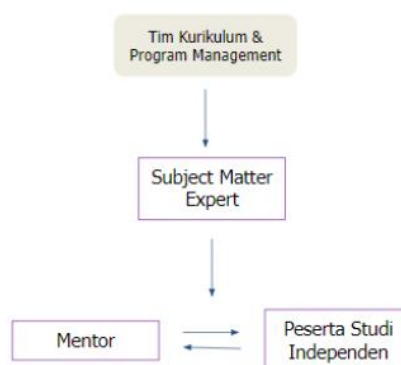 Tim Kurikulum &
Program Management
Subject Matter
Expert
Mentor
Peserta Studi
Independen